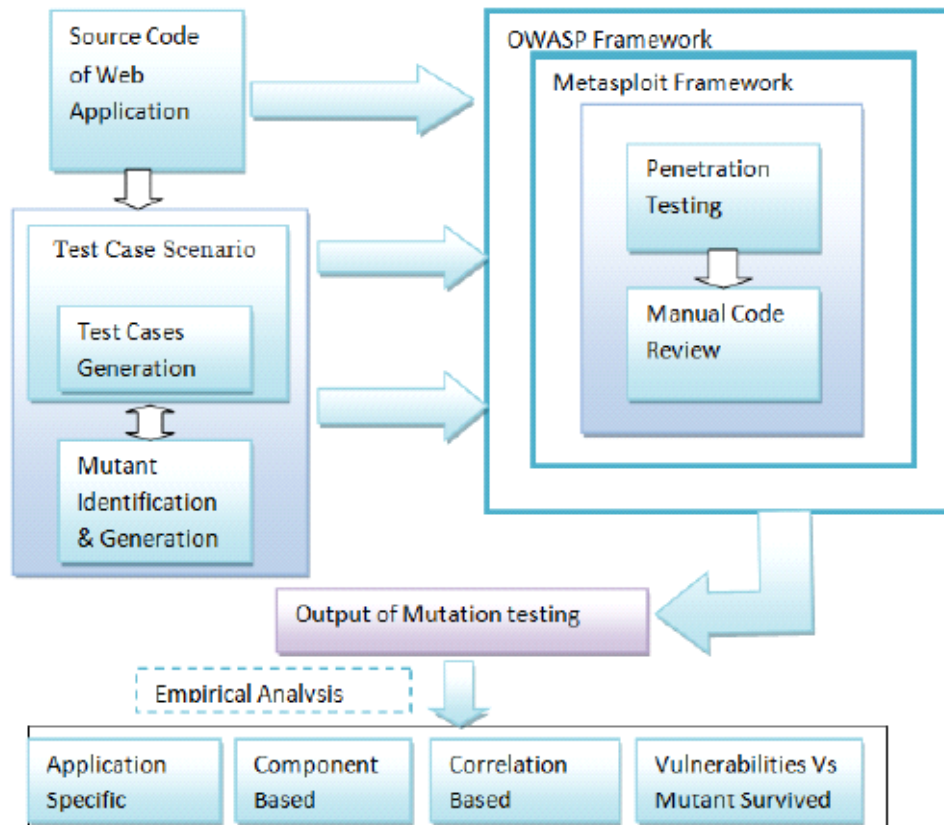 Source Code
of Web
Application
OWASP Framework
Metasploit Framework
Penetration
Testing
Manual Code
Review
Test Case Scenario
Test Cases
Generation
Mutant
Identification
& Generation
Output of Mutation testing
Empirical Analysis
Application
Specific
Component
Based
Correlation
Based
Vulnerabilities Vs
Mutant Survived